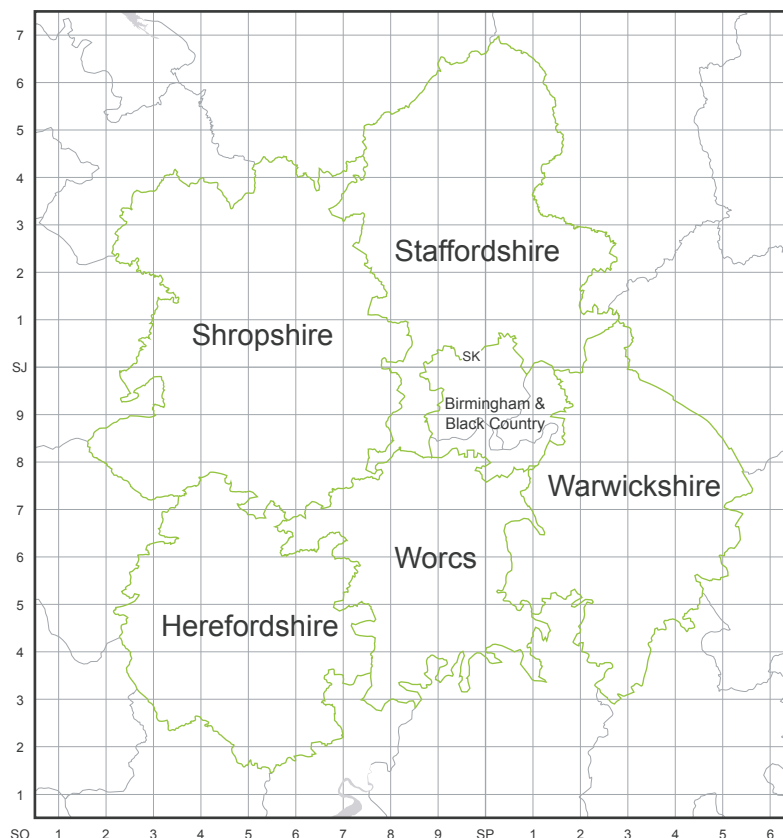 7
6
5
4
3
Staffordshire
2
1
Shropshire
SK
SJ
Birmingham &
9
Black Country
8
Warwickshire
7
Worcs
6
5
Herefordshire
4
3
2
1
SO 1 2 3 4 5 6 7 8 9 SP 1 2 3 4 5 6